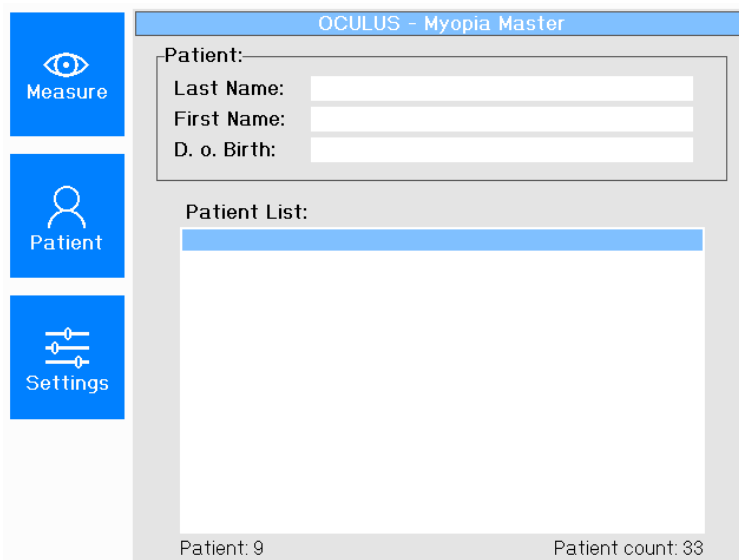 OCULUS - Myopia Master
Measure
Patient
Settings
Patient:
Last Name:
First Name:
D. o. Birth:
Patient List:
Patient: 9
Patient count: 33